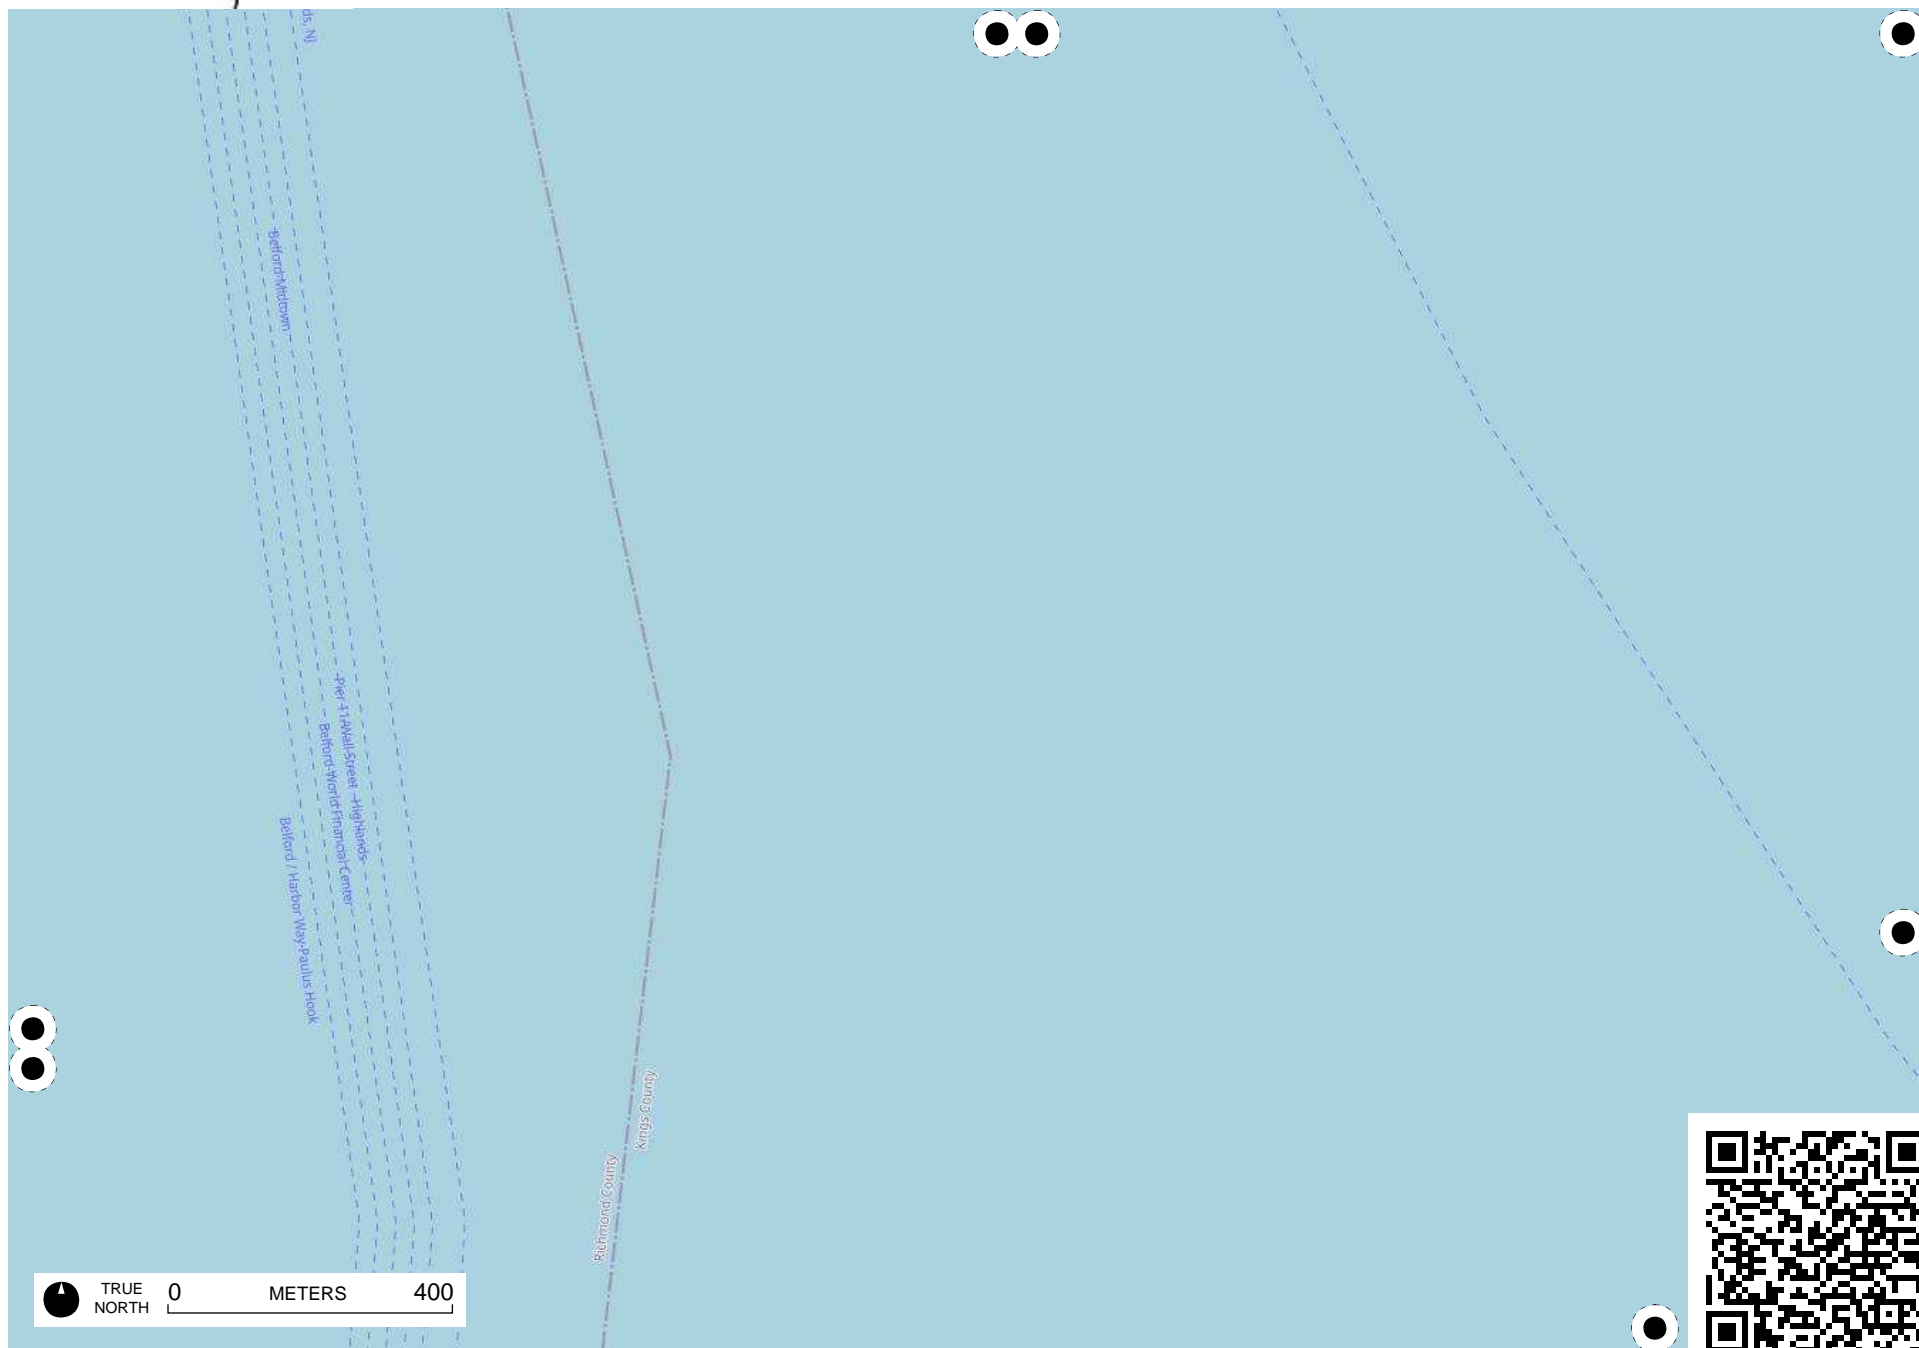 ds, NJ
Belford-Midtown
Pier 11/Wall Street - Highlands
Belford-World Financial Center
Belford / Harbor Way-Paulus Hook
Kings County
Richmond County
TRUE NORTH
0 METERS 400